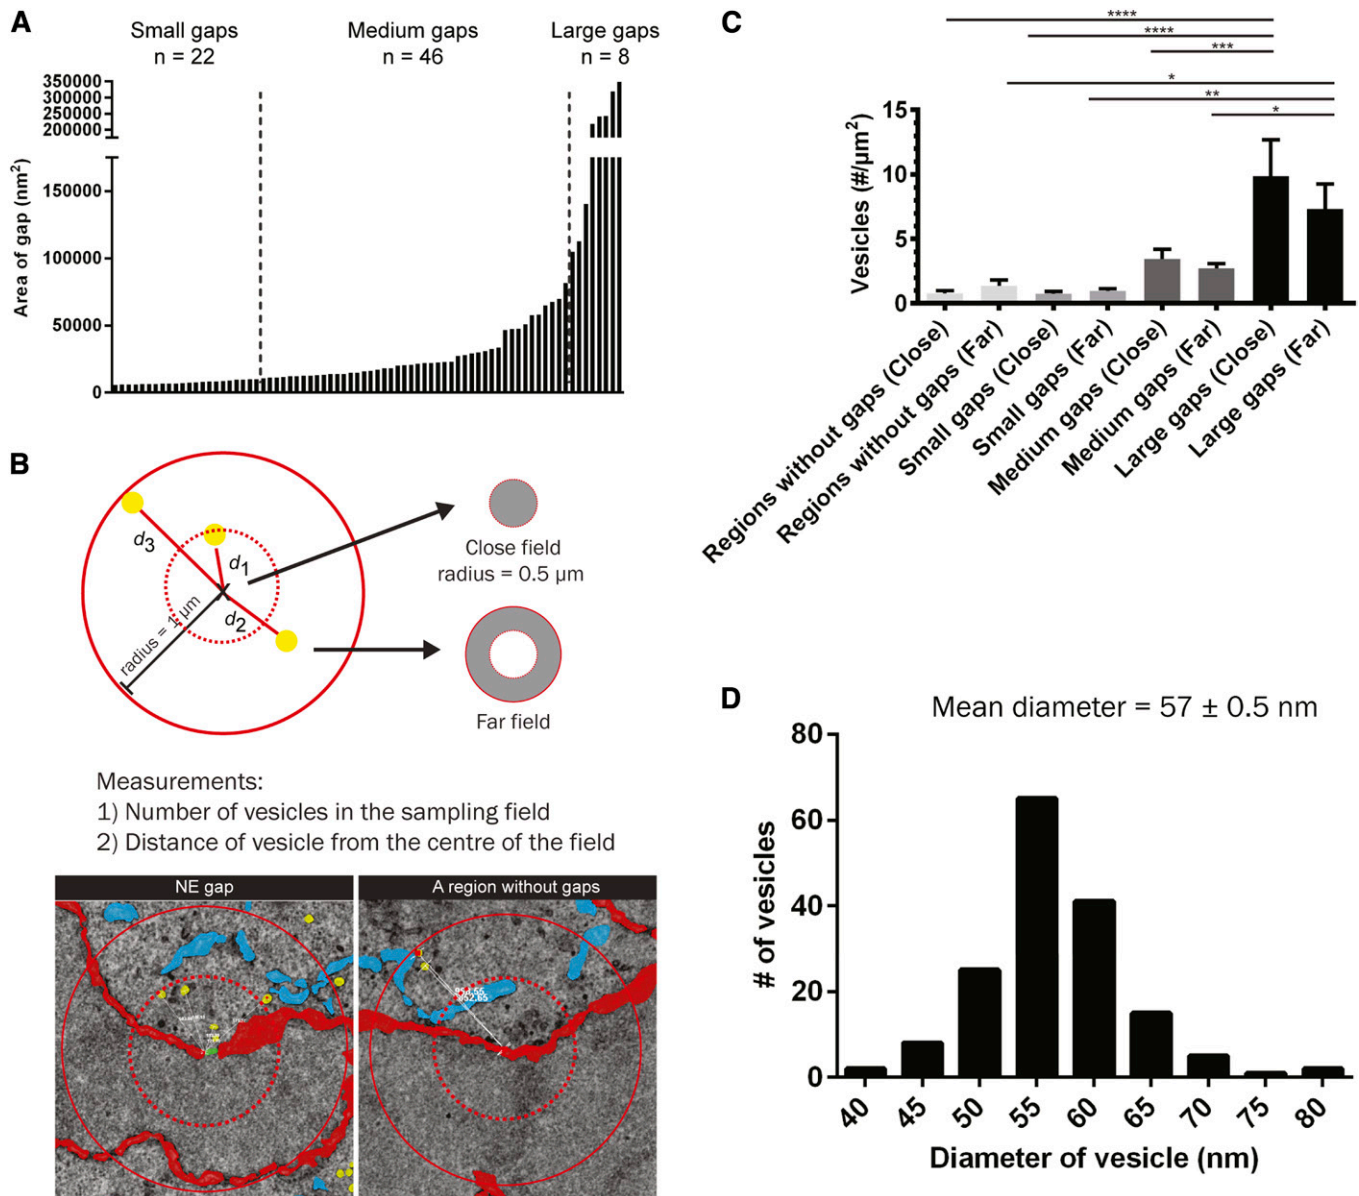 A
Small gaps
n = 22
Medium gaps
n = 46
Large gaps
n = 8
350000
300000
250000
200000
150000
100000
50000
0
Area of gap (nm²)
B
d3
d1
d2
radius = 1 µm
Close field
radius = 0.5 µm
Far field
Measurements:
1) Number of vesicles in the sampling field
2) Distance of vesicle from the centre of the field
NE gap
A region without gaps
C
****
****
***
*
**
*
15
10
5
0
Vesicles (#/µm²)
Regions without gaps (Close)
Regions without gaps (Far)
Small gaps (Close)
Small gaps (Far)
Medium gaps (Close)
Medium gaps (Far)
Large gaps (Close)
Large gaps (Far)
D
Mean diameter = 57 ± 0.5 nm
80
60
40
20
0
# of vesicles
40
45
50
55
60
65
70
75
80
Diameter of vesicle (nm)